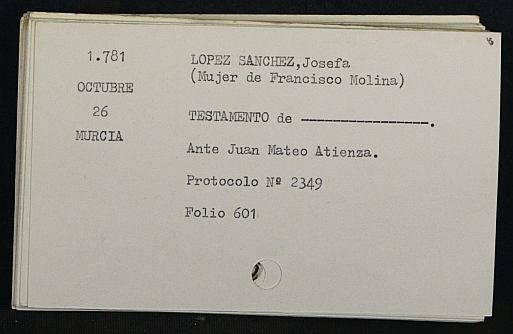 1.781
OCTUBRE
26
MURCIA
LOPEZ SANCHEZ,Josefa
(Mujer de Francisco Molina)
TESTAMENTO de -----------------.
Ante Juan Mateo Atienza.
Protocolo Nº 2349
Folio 601